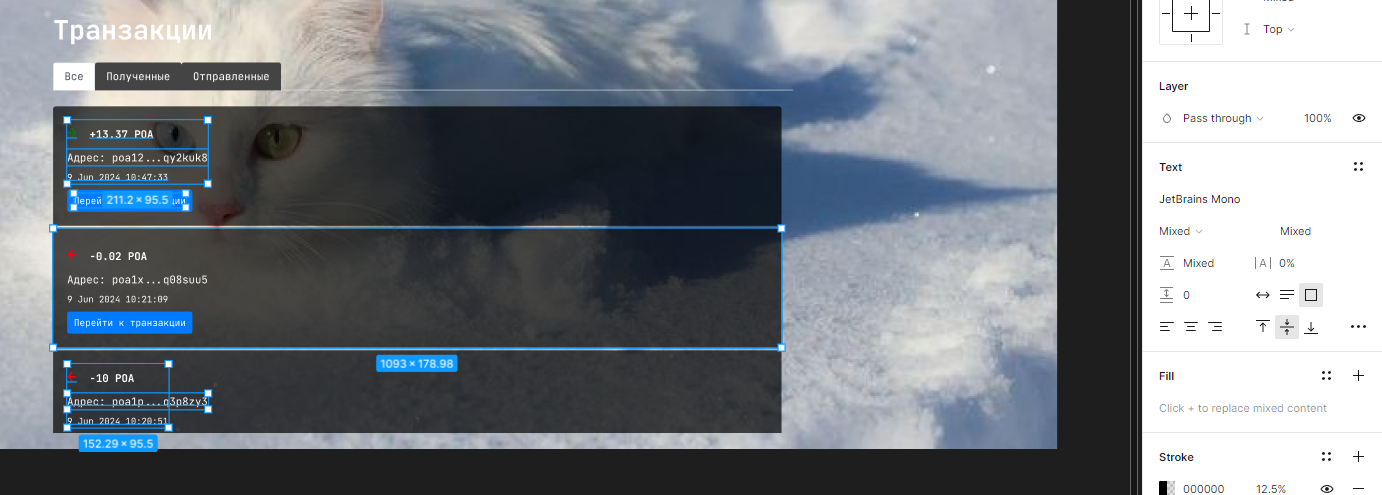 Транзакции
Все Полученные Отправленные
+13.37 POA
Адрес: poa12...qy2kuk8
9 Jun 2024 10:47:33
Перей 211.2 × 95.5 ции
-0.02 POA
Адрес: poa1x...q08suu5
9 Jun 2024 10:21:09
Перейти к транзакции
1093 × 178.98
-10 POA
Адрес: poa1p...q3p8zy3
9 Jun 2024 10:20:51
152.29 × 95.5
Top
Layer
Pass through 100%
Text
JetBrains Mono
Mixed Mixed
Mixed 0%
0
Fill
Click + to replace mixed content
Stroke
000000 12.5%